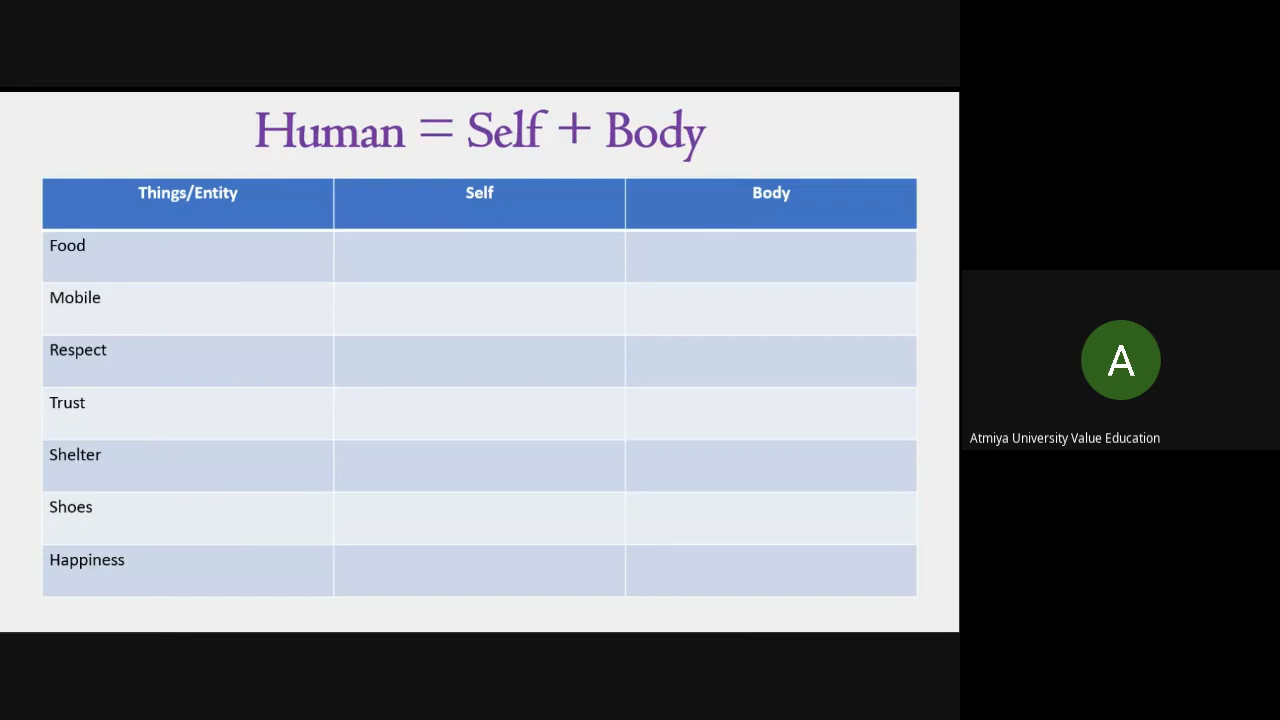 Human = Self + Body
Things/Entity Self Body
Food
Mobile
Respect
Trust
Shelter
Shoes
Happiness
A
Atmiya University Value Education